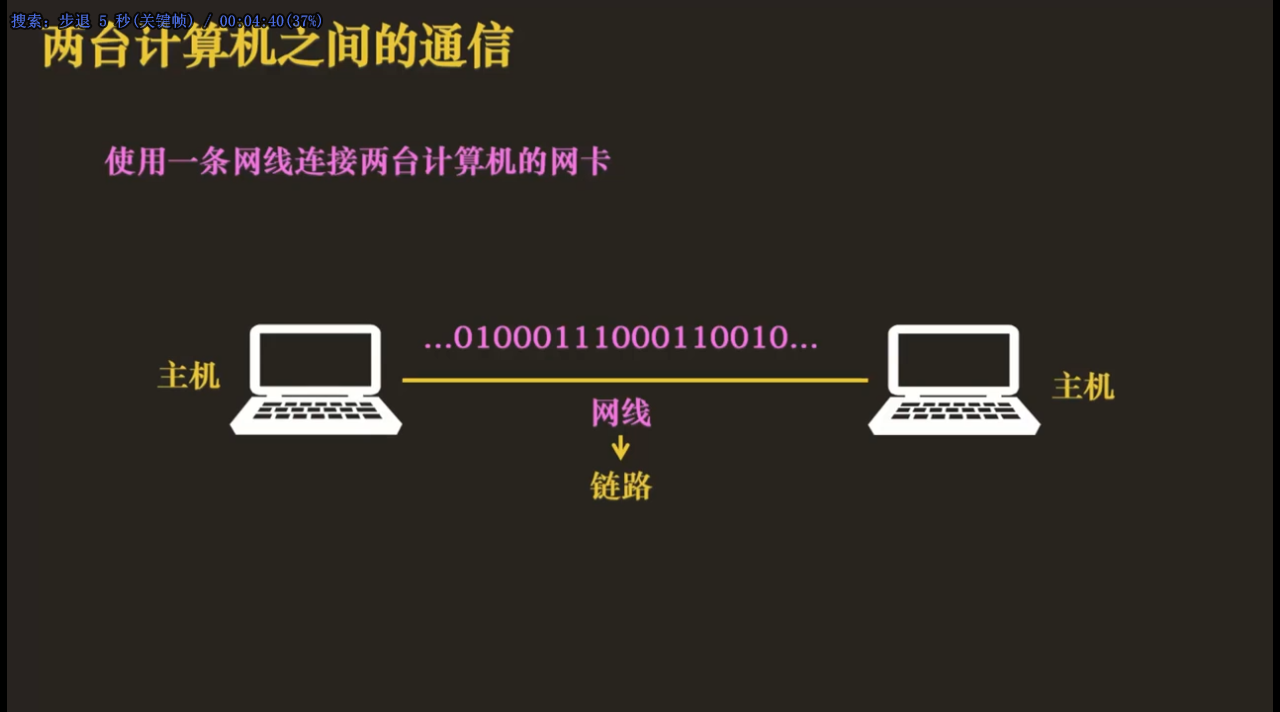 搜索: 步退 5 秒(关键帧) / 00:04:40(37%)
两台计算机之间的通信
使用一条网线连接两台计算机的网卡
...01000111000110010...
主机
主机
网线
链路